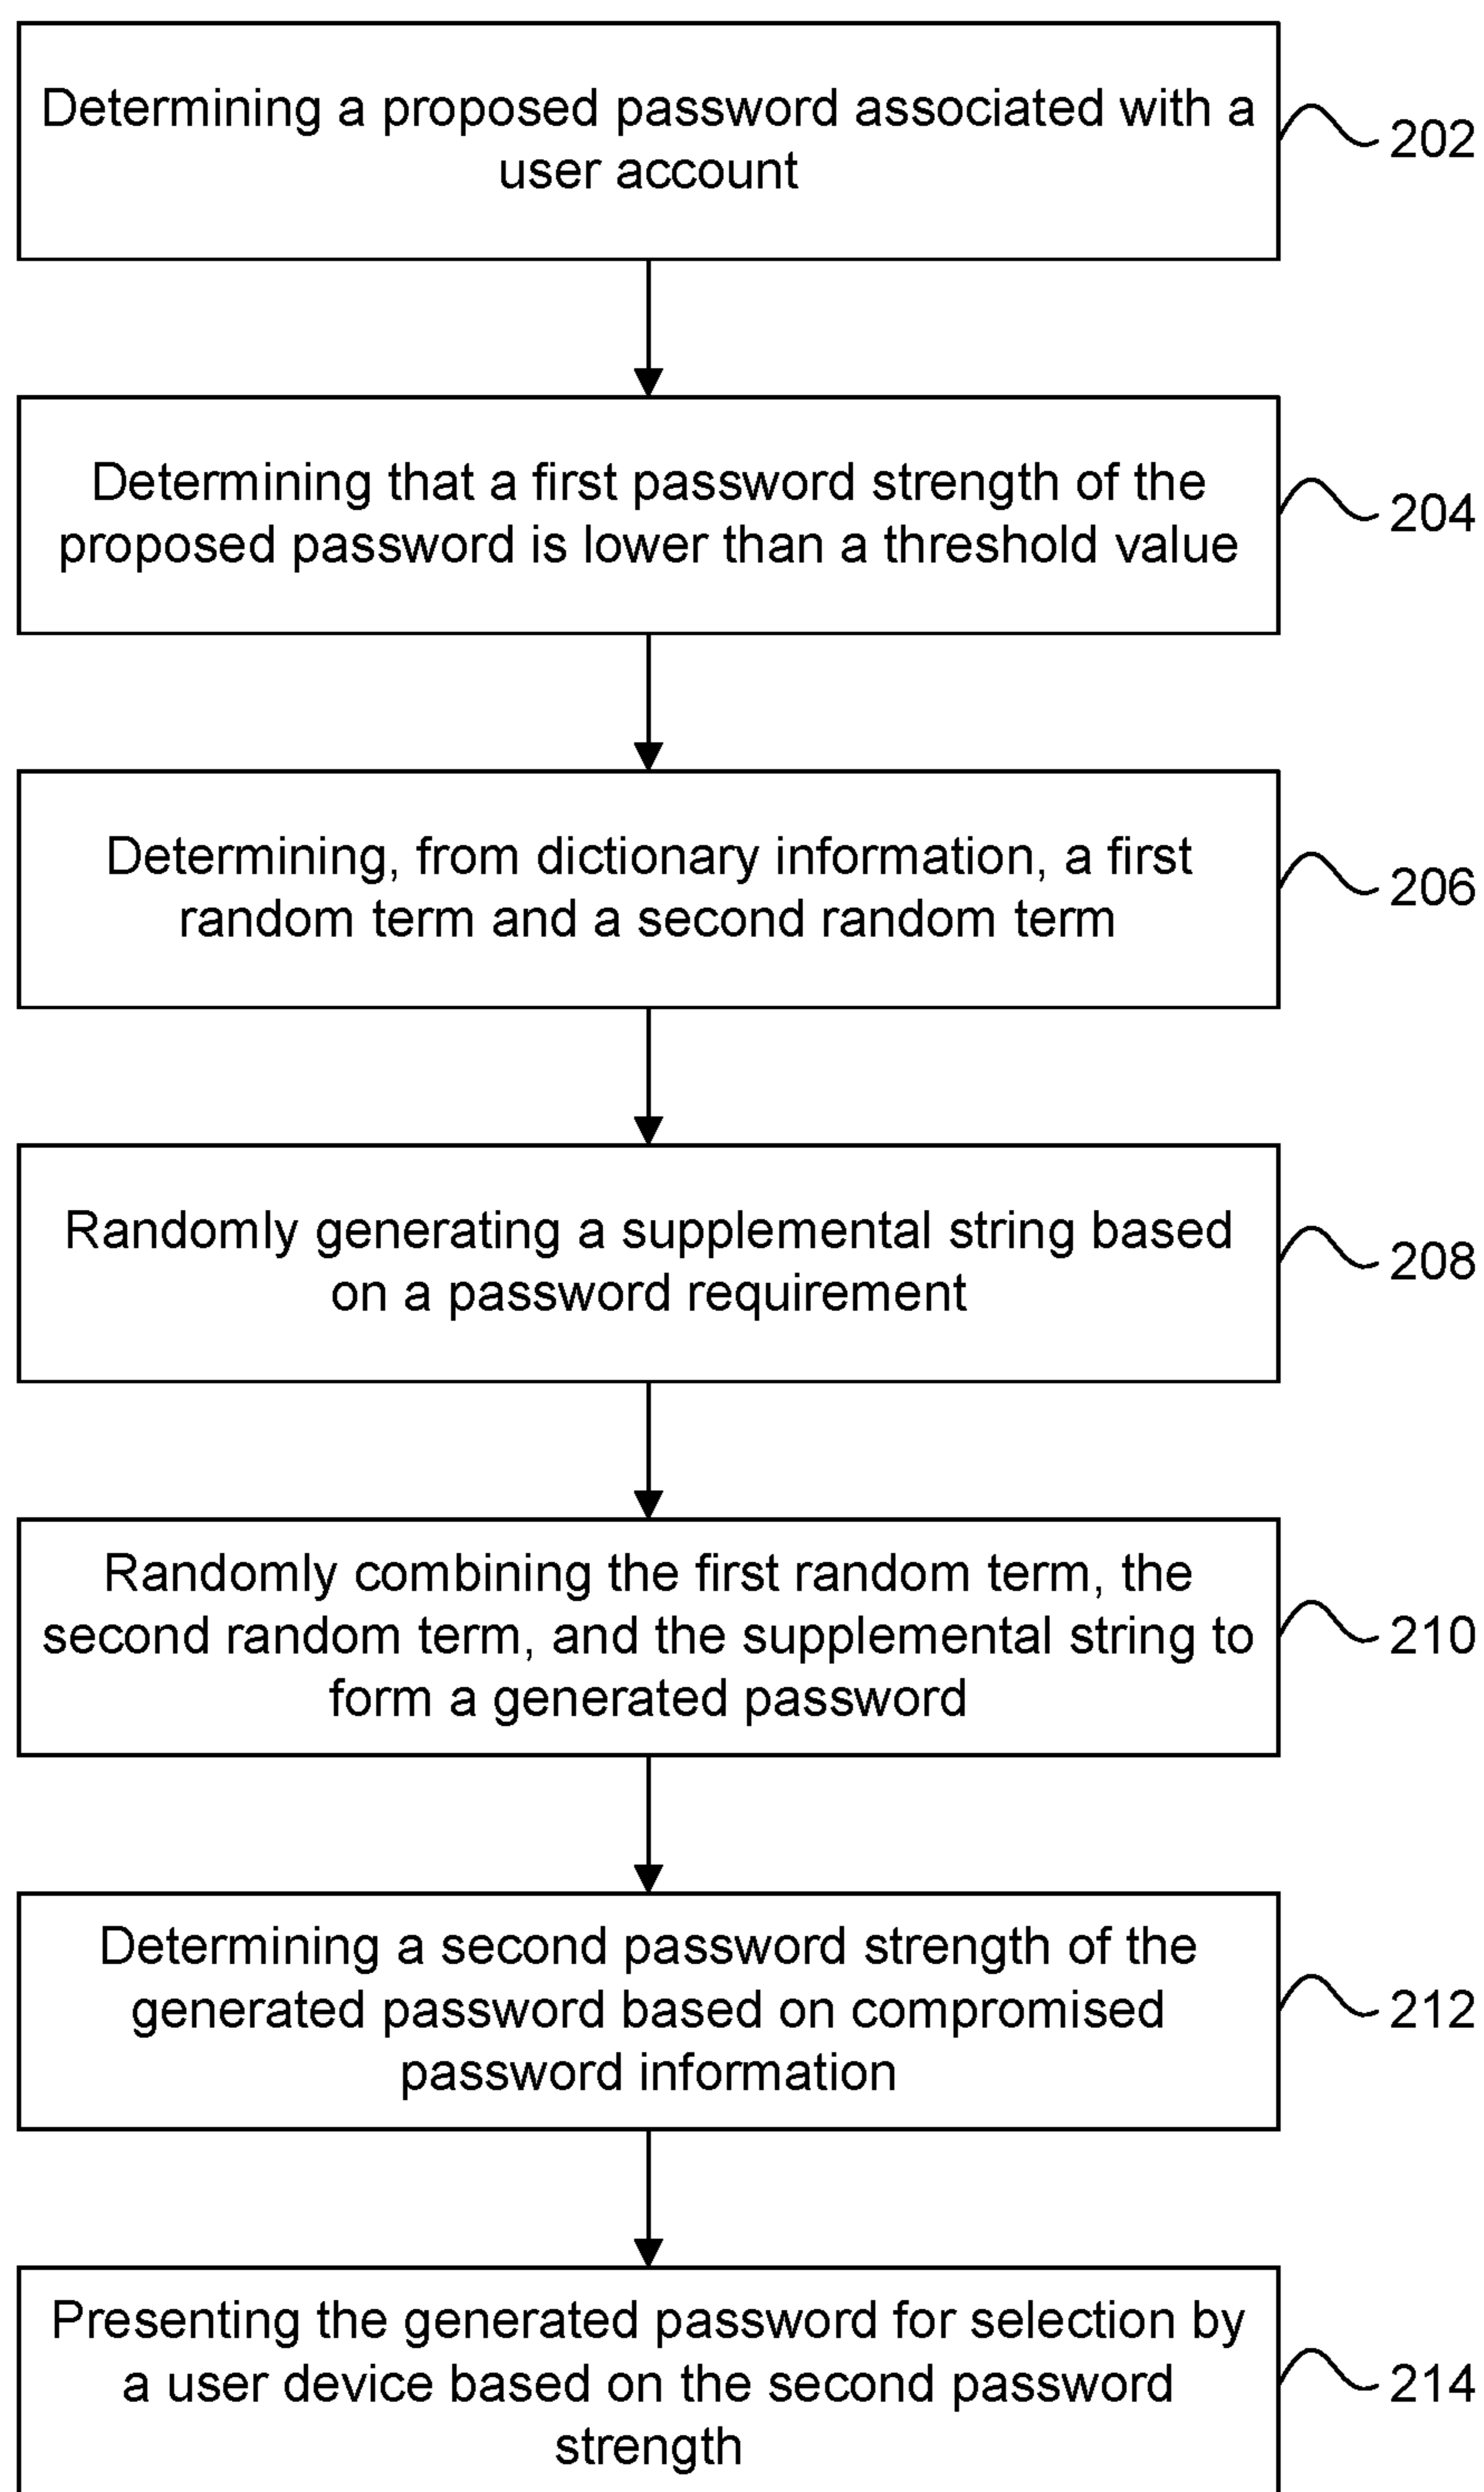 Determining a proposed password associated with a
user account
202
Determining that a first password strength of the
proposed password is lower than a threshold value
204
Determining, from dictionary information, a first
random term and a second random term
206
Randomly generating a supplemental string based
on a password requirement
208
Randomly combining the first random term, the
second random term, and the supplemental string to
form a generated password
210
Determining a second password strength of the
generated password based on compromised
password information
212
Presenting the generated password for selection by
a user device based on the second password
strength
214